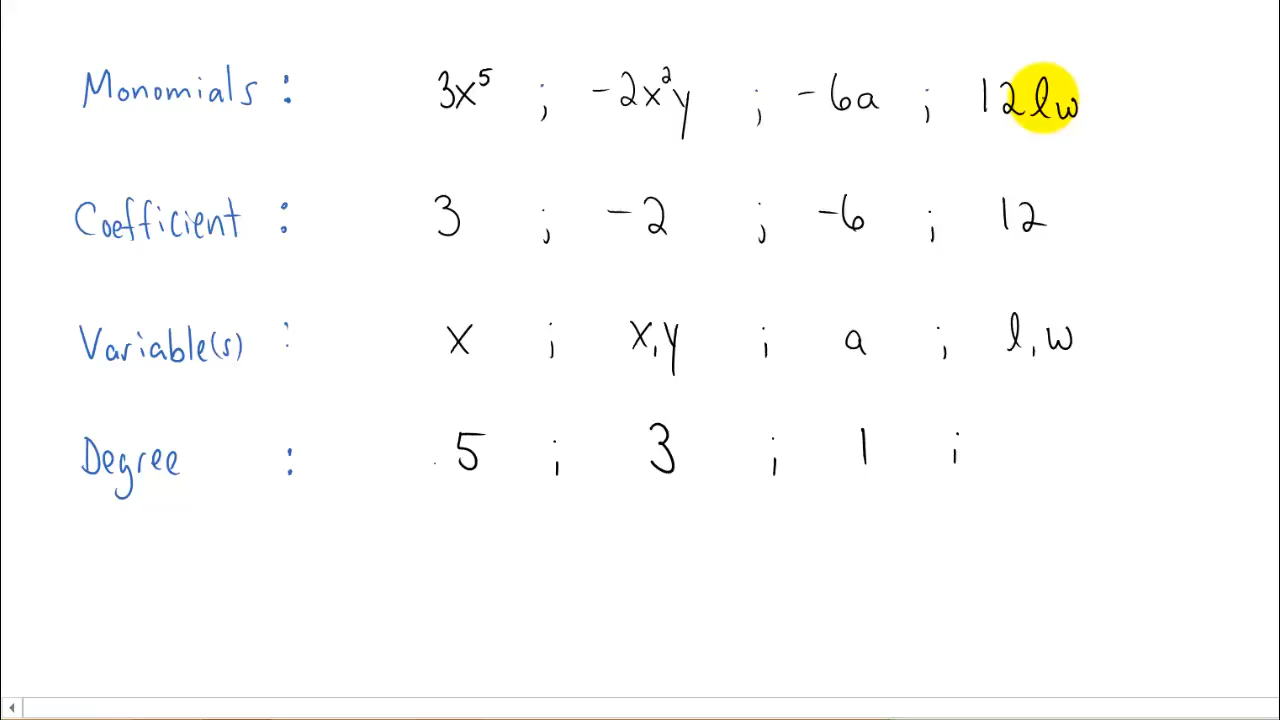 Monomials : 3x⁵ ; -2x²y ; -6a ; 12lw
Coefficient : 3 ; -2 ; -6 ; 12
Variable(s) : x ; x,y ; a ; l,w
Degree : 5 ; 3 ; 1 ;